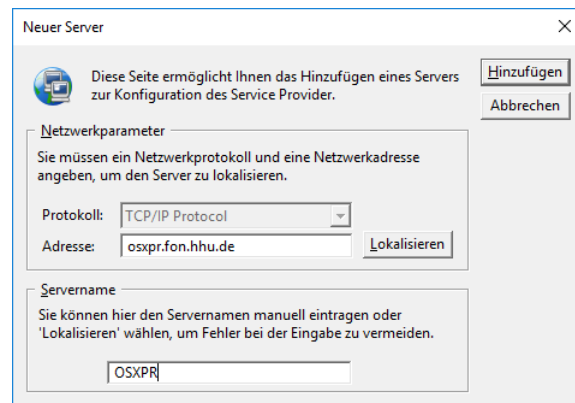 Neuer Server
Diese Seite ermöglicht Ihnen das Hinzufügen eines Servers
zur Konfiguration des Service Provider.
Hinzufügen
Abbrechen
Netzwerkparameter
Sie müssen ein Netzwerkprotokoll und eine Netzwerkadresse
angeben, um den Server zu lokalisieren.
Protokoll: TCP/IP Protocol
Adresse: osxpr.fon.hhu.de Lokalisieren
Servername
Sie können hier den Servernamen manuell eintragen oder
'Lokalisieren' wählen, um Fehler bei der Eingabe zu vermeiden.
OSXPR